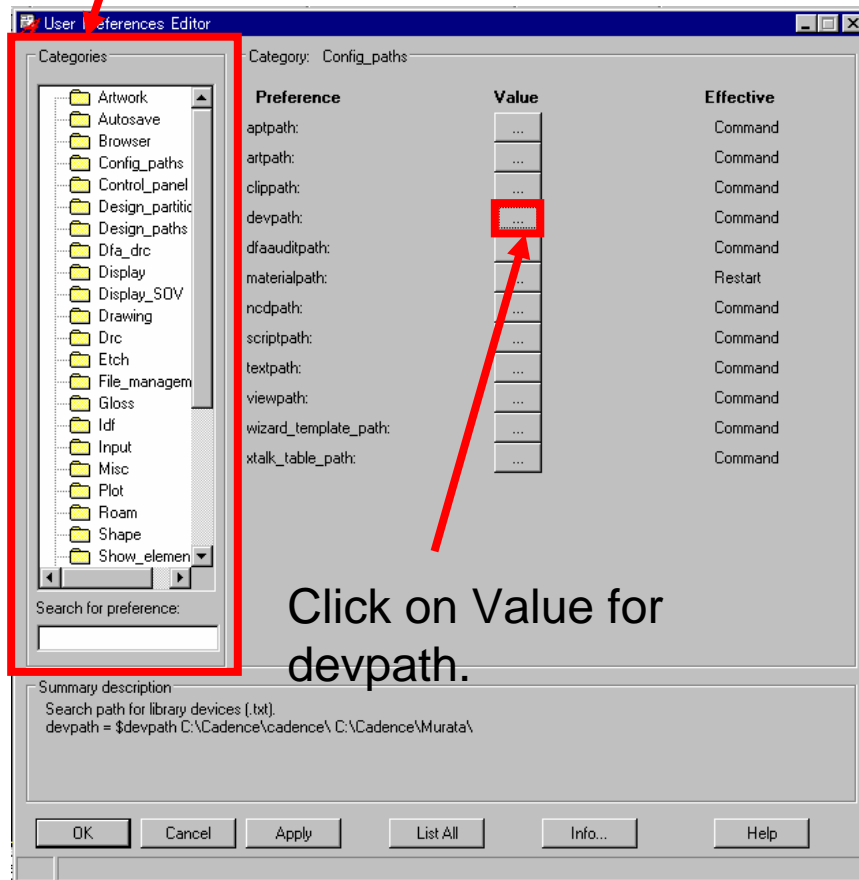 User Preferences Editor
Categories
Artwork
Autosave
Browser
Config_paths
Control_panel
Design_partitic
Design_paths
Dfa_drc
Display
Display_SOV
Drawing
Drc
Etch
File_managem
Gloss
Idf
Input
Misc
Plot
Roam
Shape
Show_elemen
Search for preference:
Category: Config_paths
Preference Value Effective
aptpath: ... Command
artpath: ... Command
clippath: ... Command
devpath: ... Command
dfaauditpath: Command
materialpath: ... Restart
ncdpath: ... Command
scriptpath: ... Command
textpath: ... Command
viewpath: ... Command
wizard_template_path: ... Command
xtalk_table_path: ... Command
Click on Value for
devpath.
Summary description
Search path for library devices (.txt).
devpath = $devpath C:\Cadence\cadence\ C:\Cadence\Murata\
OK Cancel Apply List All Info... Help